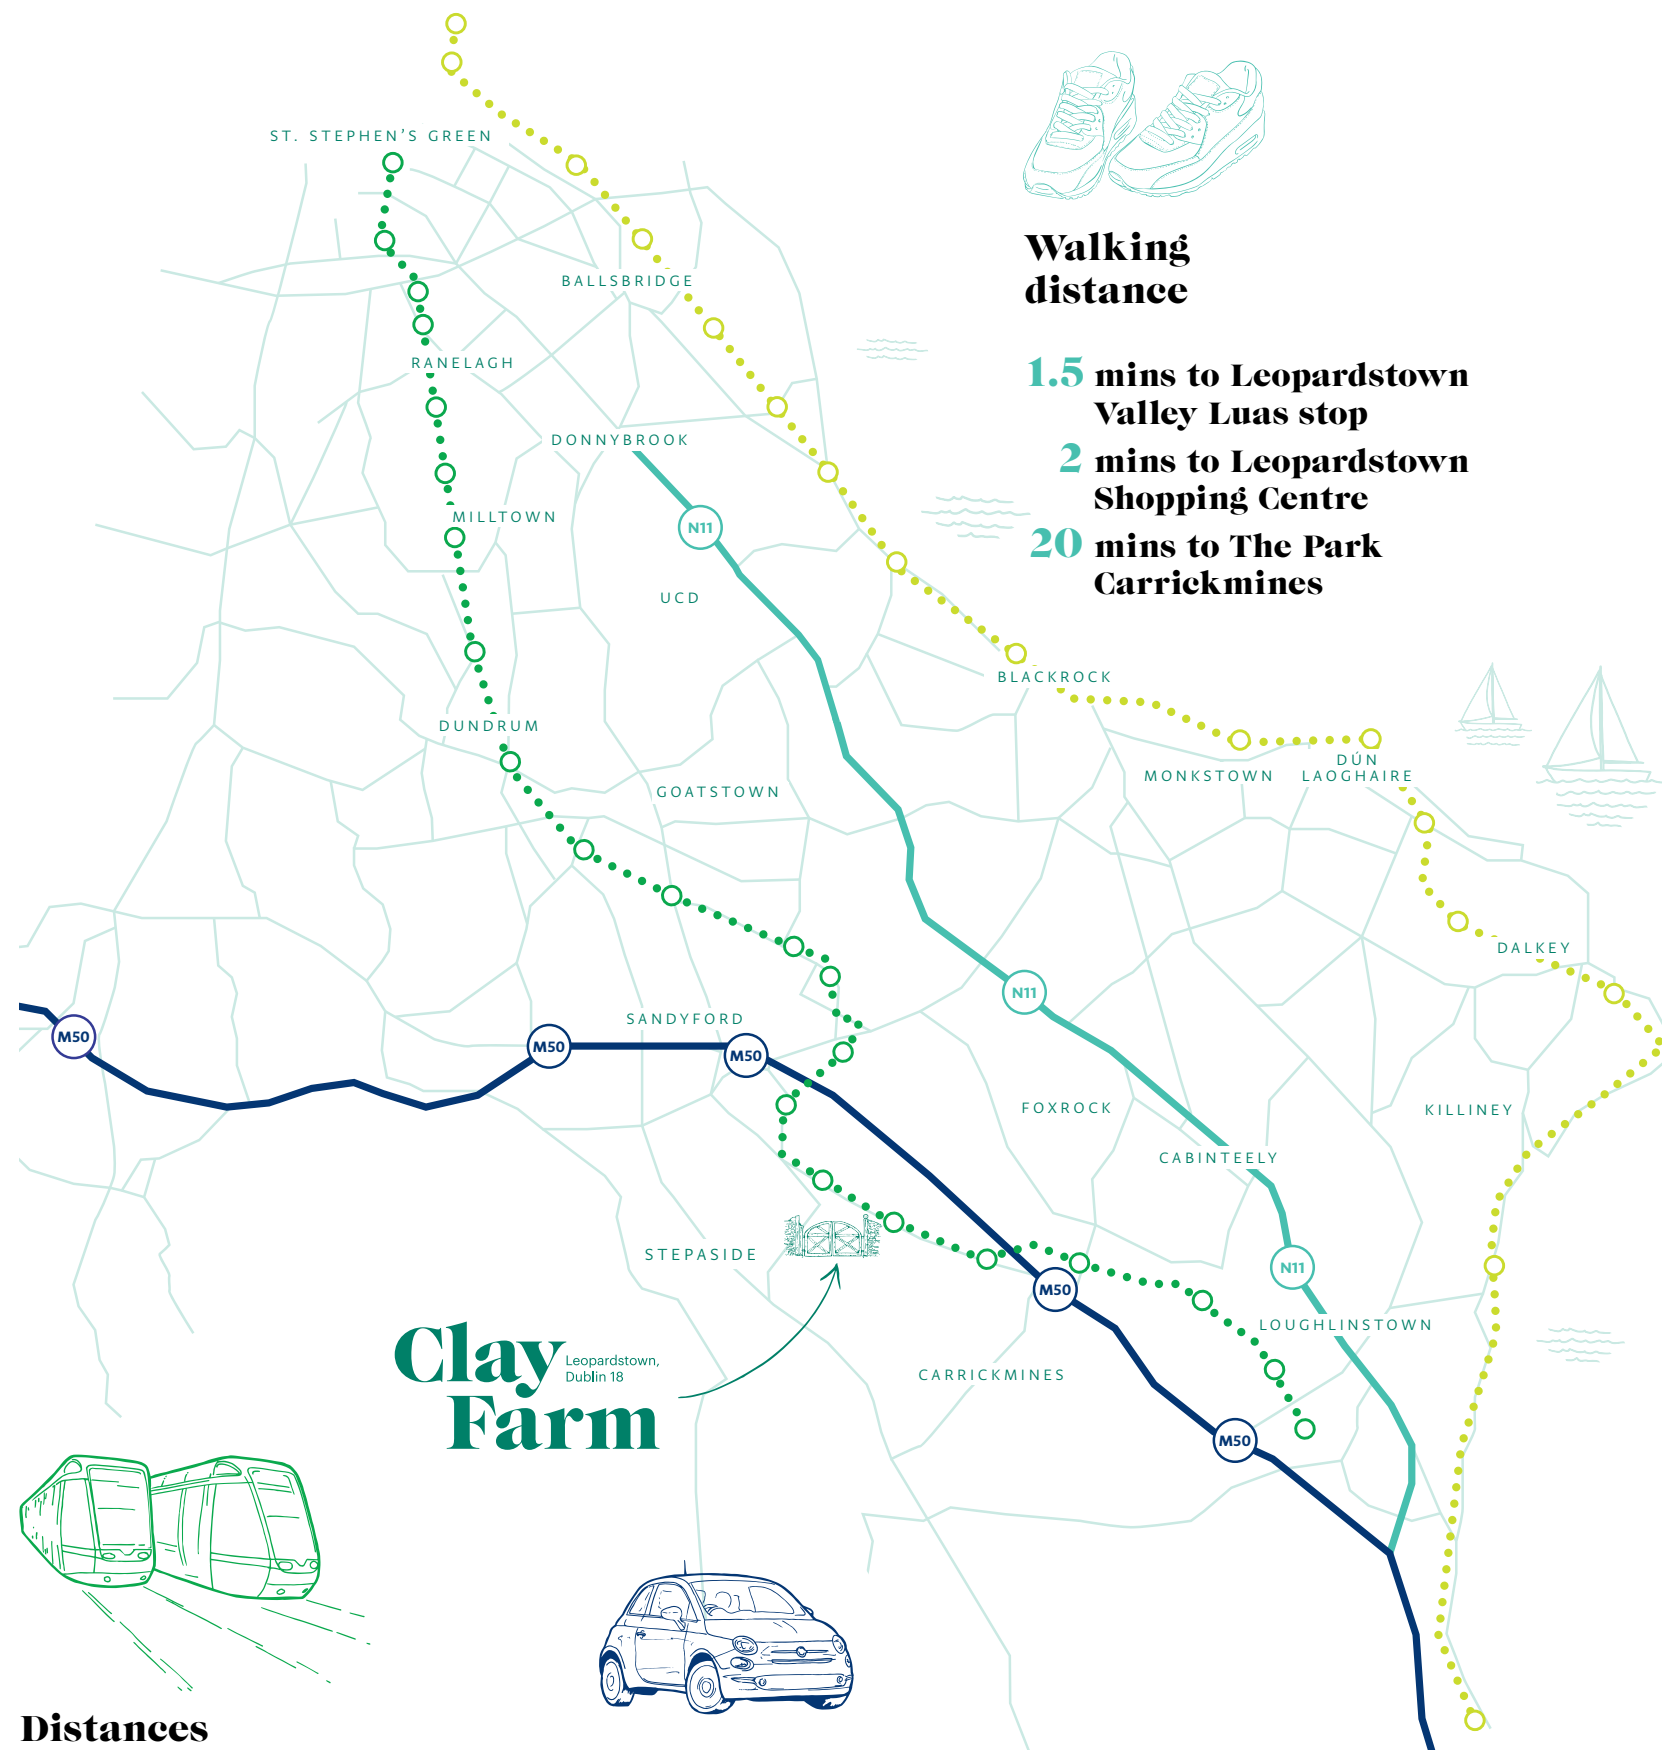 ST. STEPHEN'S GREEN
Walking
distance
BALLSBRIDGE
RANELAGH
1.5 mins to Leopardstown
Valley Luas stop
DONNYBROOK
2 mins to Leopardstown
Shopping Centre
MILLTOWN
N11
20 mins to The Park
Carrickmines
UCD
BLACKROCK
DUNDRUM
MONKSTOWN
DÚN
LAOGHAIRE
GOATSTOWN
DALKEY
N11
SANDYFORD
M50
M50
M50
FOXROCK
KILLINEY
CABINTEELY
STEPASIDE
N11
M50
LOUGHLINSTOWN
Clay
Farm
Leopardstown,
Dublin 18
CARRICKMINES
M50
Distances